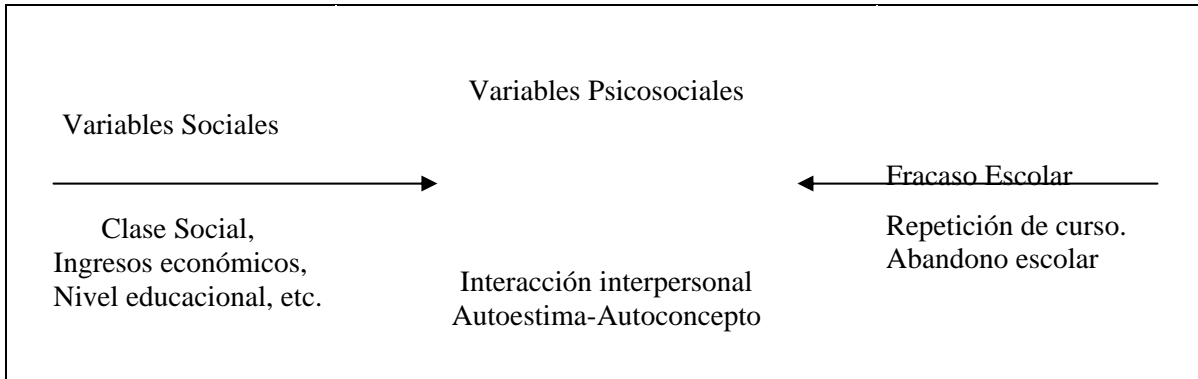 Variables Sociales
Clase Social,
Ingresos económicos,
Nivel educacional, etc.
Variables Psicosociales
Interacción interpersonal
Autoestima-Autoconcepto
Fracaso Escolar
Repetición de curso.
Abandono escolar